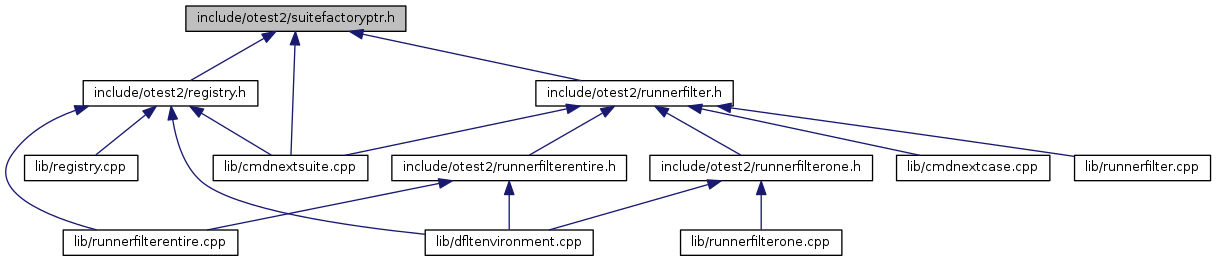 include/otest2/suitefactoryptr.h
include/otest2/registry.h
include/otest2/runnerfilter.h
lib/registry.cpp
lib/cmdnextsuite.cpp
include/otest2/runnerfilterentire.h
include/otest2/runnerfilterone.h
lib/cmdnextcase.cpp
lib/runnerfilter.cpp
lib/runnerfilterentire.cpp
lib/dfltenvironment.cpp
lib/runnerfilterone.cpp